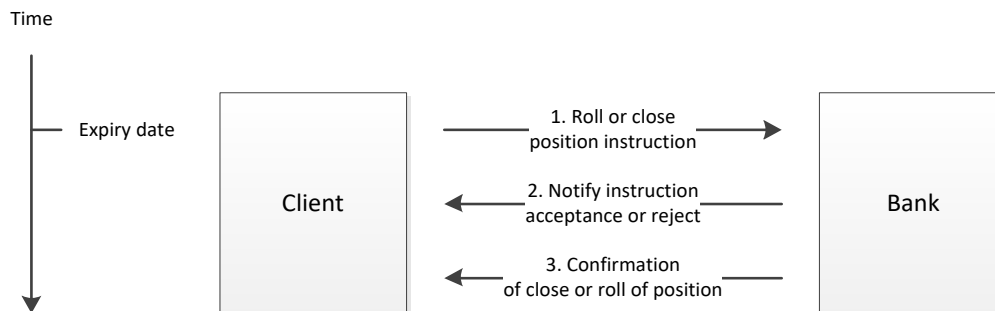 Time
Expiry date
Client
1. Roll or close
position instruction
2. Notify instruction
acceptance or reject
3. Confirmation
of close or roll of position
Bank